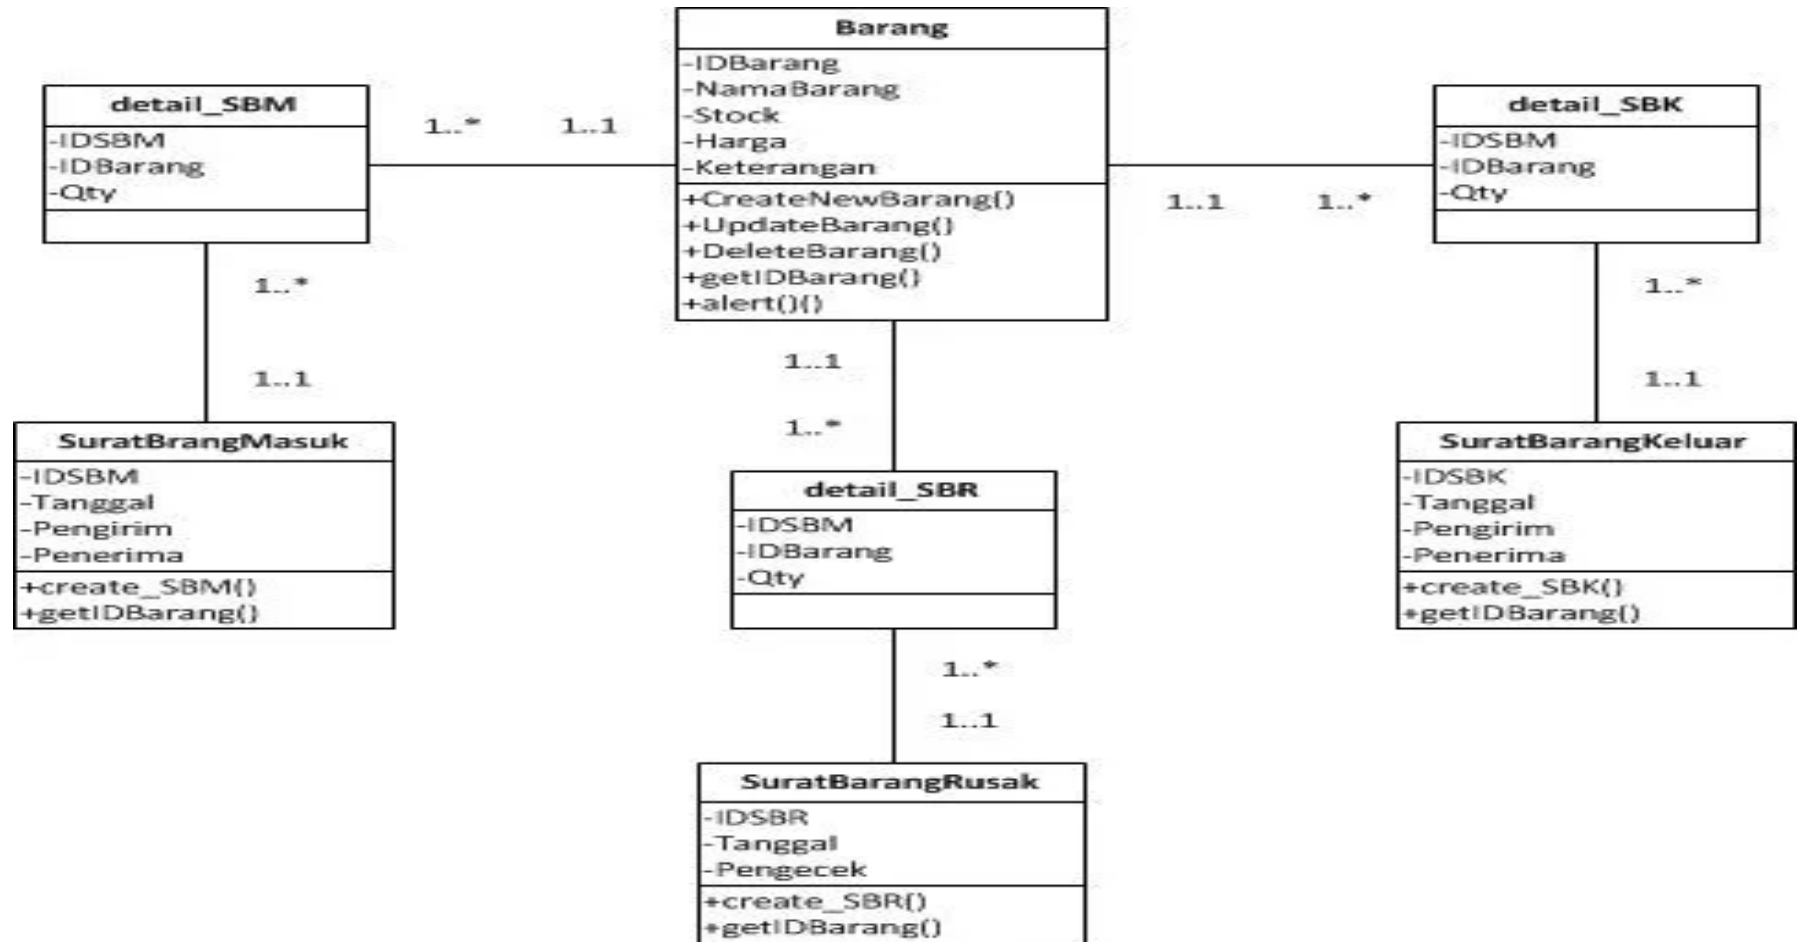 Barang
-IDBarang
-NamaBarang
-Stock
-Harga
-Keterangan
+CreateNewBarang()
+UpdateBarang()
+DeleteBarang()
+getIDBarang()
+alert()()
detail_SBM
-IDSBM
-IDBarang
-Qty
1..*
1..1
detail_SBK
-IDSBM
-IDBarang
-Qty
1..1
1..*
1..*
1..1
SuratBrangMasuk
-IDSBM
-Tanggal
-Pengirim
-Penerima
+create_SBM()
+getIDBarang()
1..1
1..*
detail_SBR
-IDSBM
-IDBarang
-Qty
1..*
1..1
SuratBarangKeluar
-IDSBK
-Tanggal
-Pengirim
-Penerima
+create_SBK()
+getIDBarang()
1..*
1..1
SuratBarangRusak
-IDSBR
-Tanggal
-Pengecek
+create_SBR()
+getIDBarang()